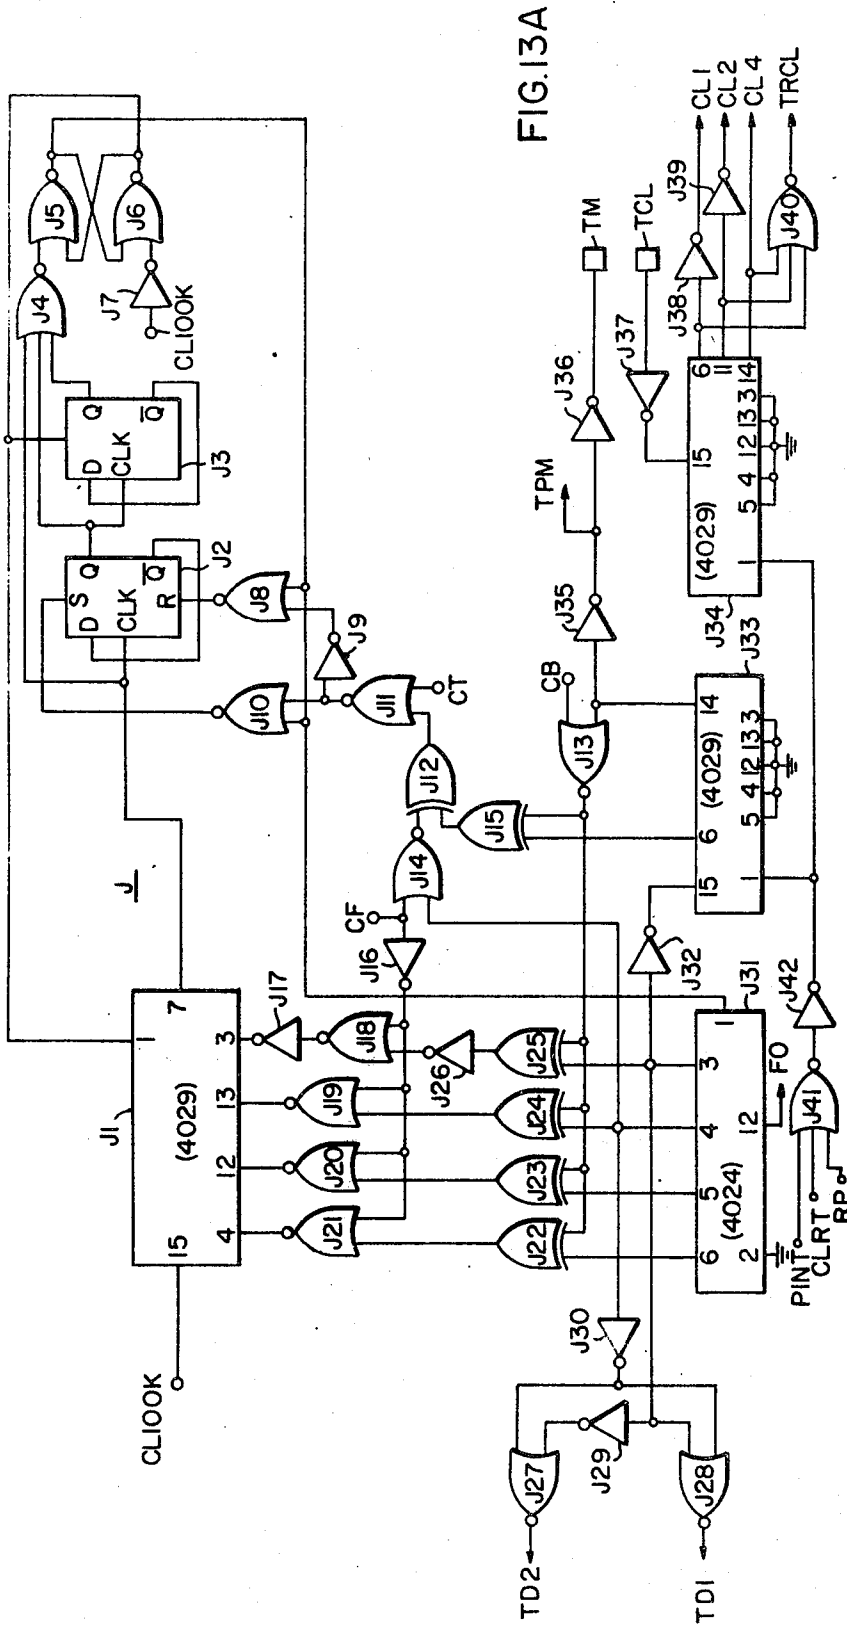 FIG.13A
J
CL100K
J1
(4029)
15
4
12
13
3
7
1
J2
S
D
CLK
R
Q
Q
J3
D
CLK
Q
Q
J4
J5
J6
J7
CL100K
J8
J9
J10
J11
CT
J12
J13
CB
J14
J15
CF
J16
J17
J18
J19
J20
J21
J22
J23
J24
J25
J26
J27
J28
J29
J30
TD2
TD1
J31
(4024)
6
5
4
3
1
2
12
FO
J32
J33
(4029)
15
6
14
1
5
4
12
13
3
J34
(4029)
15
6
11
14
1
5
4
12
13
3
J35
TPM
J36
TM
J37
TCL
J38
J39
J40
CL1
CL2
CL4
TRCL
J41
J42
PINT
CLRT
RP